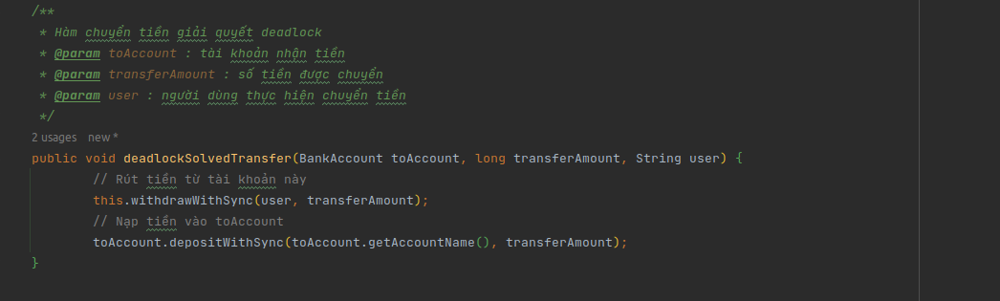 /**
 * Hàm chuyển tiền giải quyết deadlock
 * @param toAccount : tài khoản nhận tiền
 * @param transferAmount : số tiền được chuyển
 * @param user : người dùng thực hiện chuyển tiền
 */
2 usages new *
public void deadlockSolvedTransfer(BankAccount toAccount, long transferAmount, String user) {
        // Rút tiền từ tài khoản này
        this.withdrawWithSync(user, transferAmount);
        // Nạp tiền vào toAccount
        toAccount.depositWithSync(toAccount.getAccountName(), transferAmount);
}